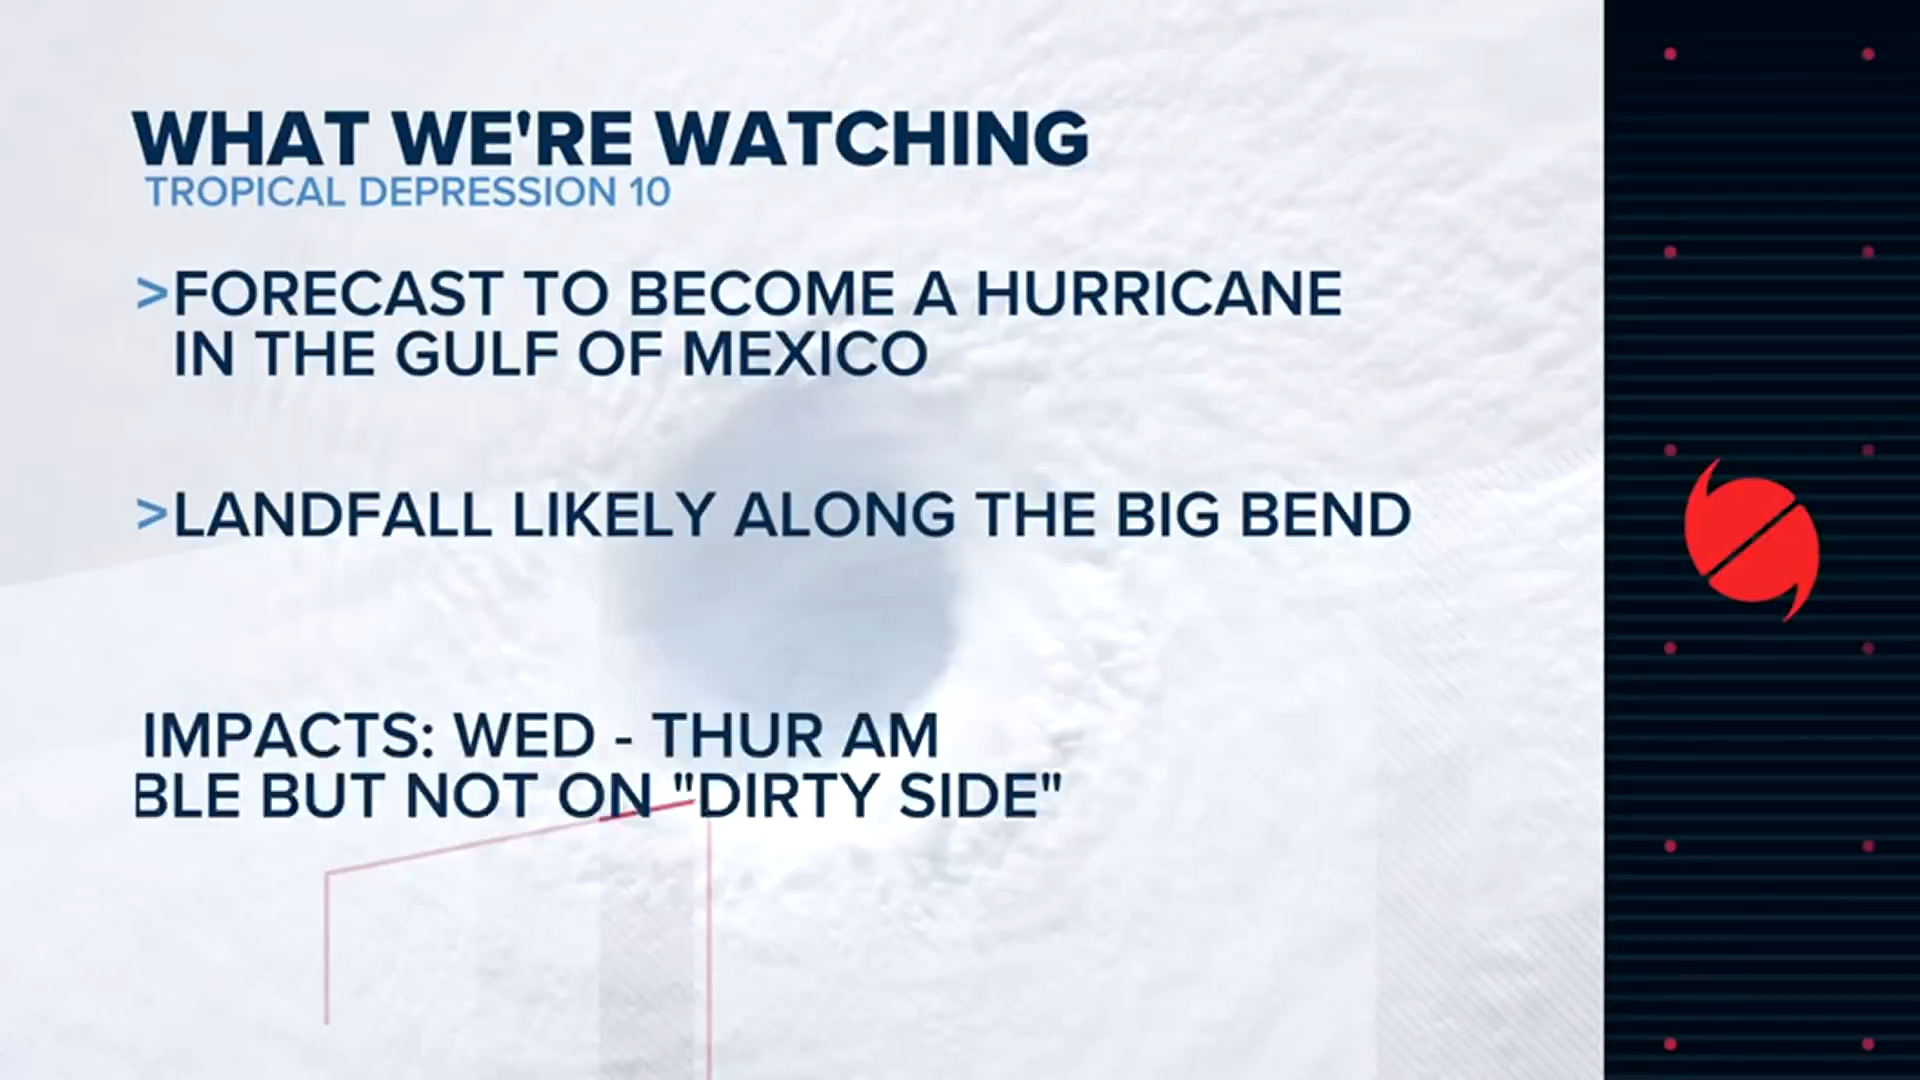 WHAT WE'RE WATCHING
TROPICAL DEPRESSION 10
>FORECAST TO BECOME A HURRICANE
IN THE GULF OF MEXICO
>LANDFALL LIKELY ALONG THE BIG BEND
IMPACTS: WED - THUR AM
BLE BUT NOT ON "DIRTY SIDE"